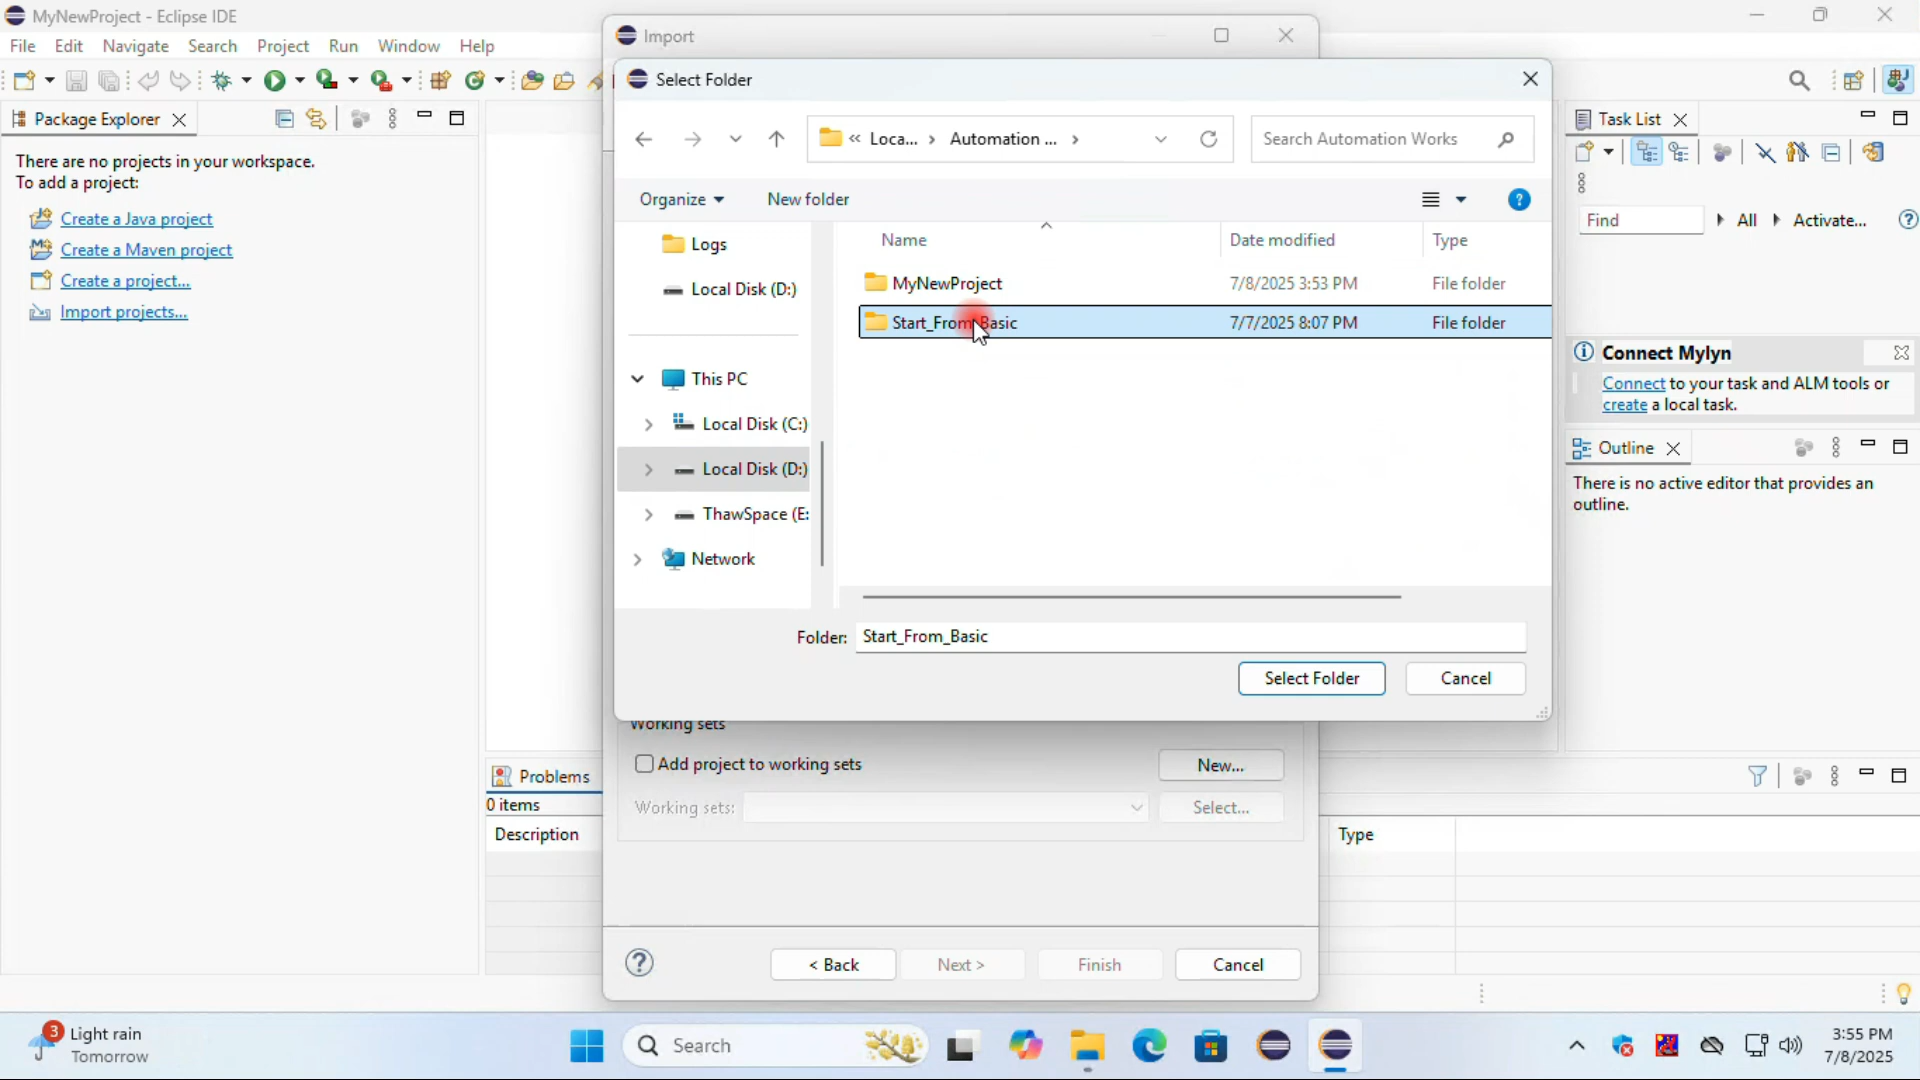 MyNewProject - Eclipse IDE
File Edit Navigate Search Project Run Window Help
Package Explorer
There are no projects in your workspace.
To add a project:
Create a Java project
Create a Maven project
Create a project...
Import projects...
Import
Select Folder
« Loca... › Automation ... ›
Search Automation Works
Organize
New folder
Logs
Local Disk (D:)
This PC
Local Disk (C:)
Local Disk (D:)
ThawSpace (E:
Network
Name Date modified Type
MyNewProject 7/8/2025 3:53 PM File folder
Start_From_Basic 7/7/2025 8:07 PM File folder
Folder: Start_From_Basic
Select Folder Cancel
Working sets
Add project to working sets New...
Working sets: Select...
< Back Next > Finish Cancel
Problems
0 items
Description Type
Task List
Find All Activate...
Connect Mylyn
Connect to your task and ALM tools or
create a local task.
Outline
There is no active editor that provides an
outline.
3
Light rain
Tomorrow
Search
3:55 PM
7/8/2025